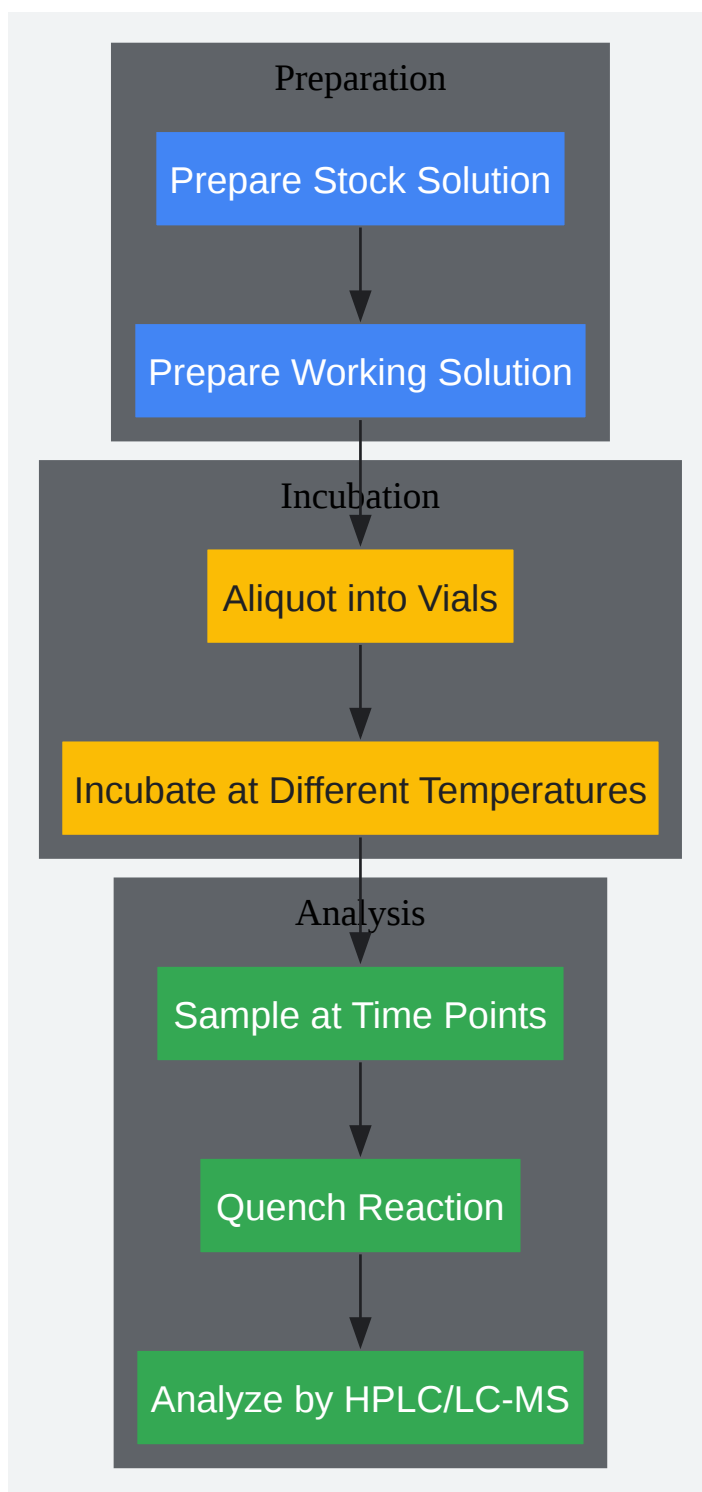 Preparation
Prepare Stock Solution
Prepare Working Solution
Incubation
Aliquot into Vials
Incubate at Different Temperatures
Analysis
Sample at Time Points
Quench Reaction
Analyze by HPLC/LC-MS